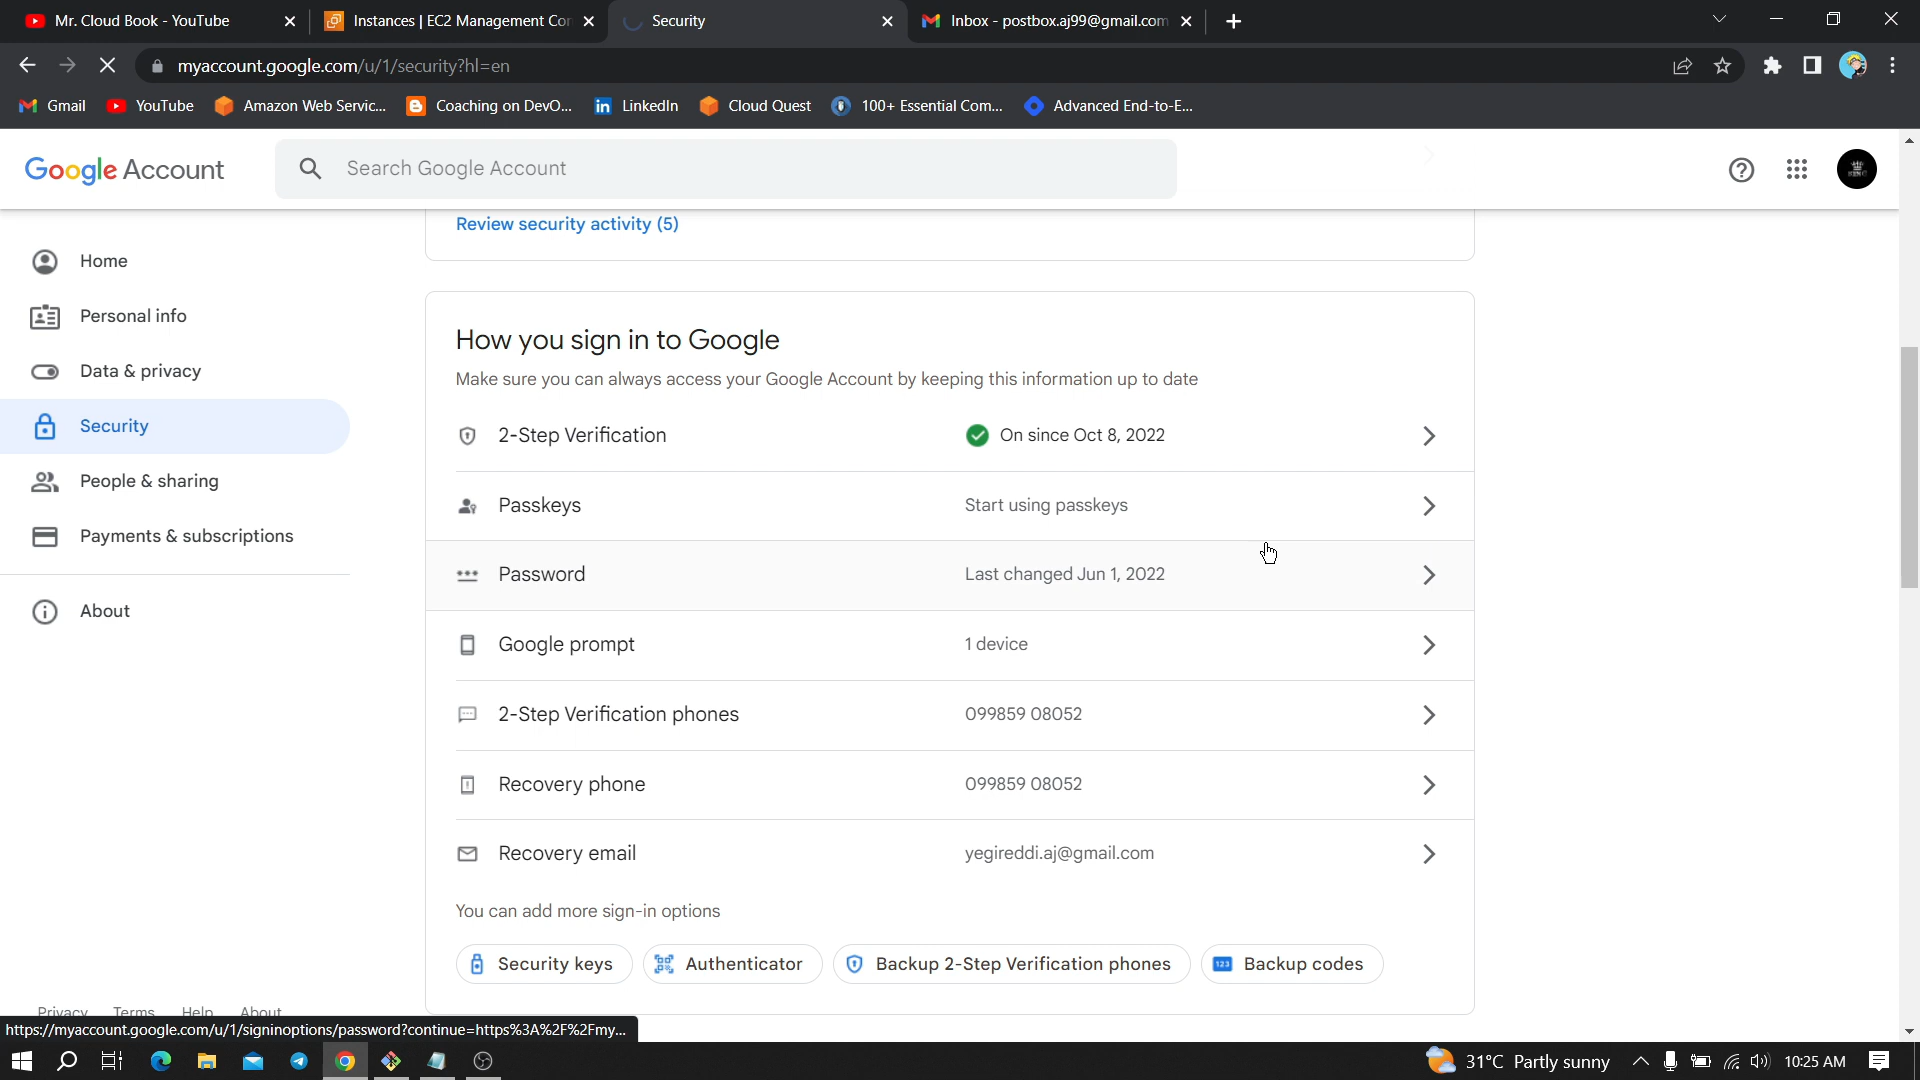 Mr. Cloud Book - YouTube
Instances | EC2 Management Con
Security
Inbox - postbox.aj99@gmail.com
myaccount.google.com/u/1/security?hl=en
Gmail
YouTube
Amazon Web Servic...
Coaching on DevO...
LinkedIn
Cloud Quest
100+ Essential Com...
Advanced End-to-E...
Google Account
Search Google Account
Review security activity (5)
Home
Personal info
Data & privacy
Security
People & sharing
Payments & subscriptions
About
How you sign in to Google
Make sure you can always access your Google Account by keeping this information up to date
2-Step Verification
On since Oct 8, 2022
Passkeys
Start using passkeys
Password
Last changed Jun 1, 2022
Google prompt
1 device
2-Step Verification phones
099859 08052
Recovery phone
099859 08052
Recovery email
yegireddi.aj@gmail.com
You can add more sign-in options
Security keys
Authenticator
Backup 2-Step Verification phones
123
Backup codes
Privacy Terms Help About
https://myaccount.google.com/u/1/signinoptions/password?continue=https%3A%2F%2Fmy...
31°C Partly sunny
10:25 AM